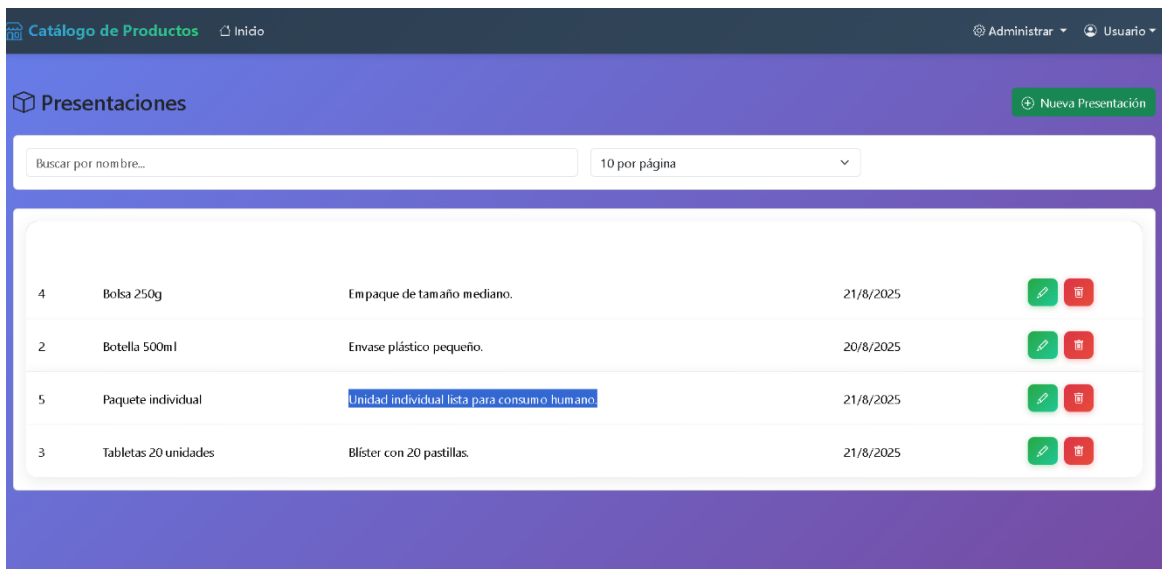 Catálogo de Productos Inicio Administrar Usuario
Presentaciones Nueva Presentación
Buscar por nombre... 10 por página
4 Bolsa 250g Empaque de tamaño mediano. 21/8/2025
2 Botella 500ml Envase plástico pequeño. 20/8/2025
5 Paquete individual Unidad individual lista para consumo humano. 21/8/2025
3 Tabletas 20 unidades Blíster con 20 pastillas. 21/8/2025